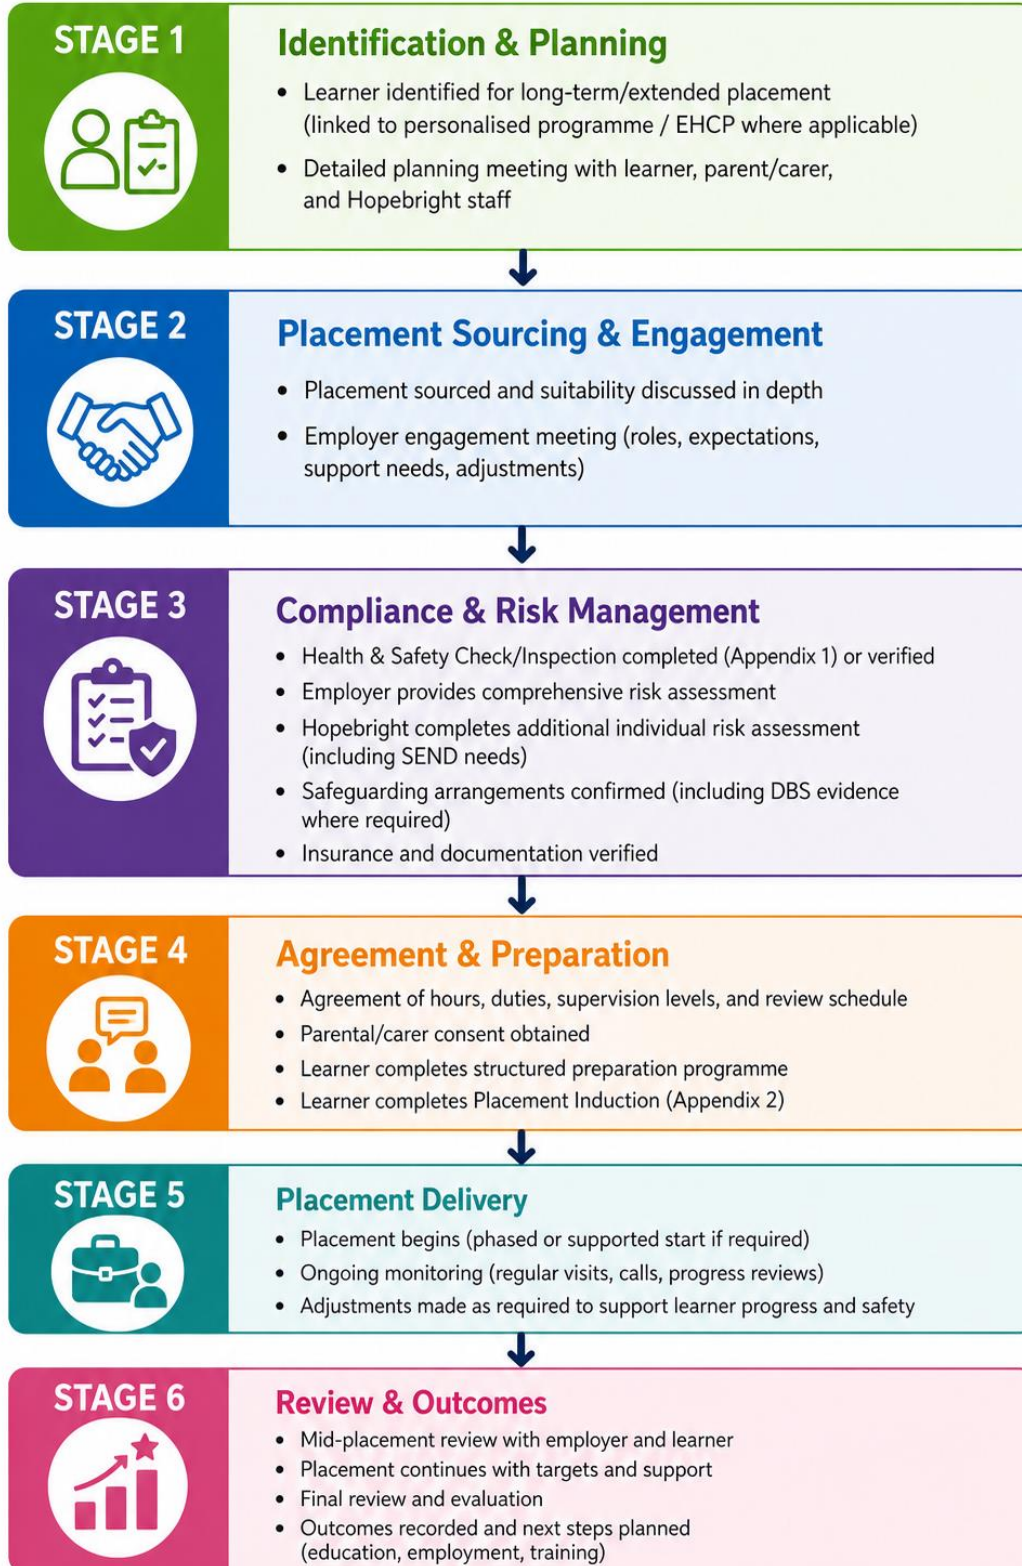 STAGE 1
Identification & Planning
• Learner identified for long-term/extended placement
(linked to personalised programme / EHCP where applicable)
• Detailed planning meeting with learner, parent/carer,
and Hopebright staff
STAGE 2
Placement Sourcing & Engagement
• Placement sourced and suitability discussed in depth
• Employer engagement meeting (roles, expectations,
support needs, adjustments)
STAGE 3
Compliance & Risk Management
• Health & Safety Check/Inspection completed (Appendix 1) or verified
• Employer provides comprehensive risk assessment
• Hopebright completes additional individual risk assessment
(including SEND needs)
• Safeguarding arrangements confirmed (including DBS evidence
where required)
• Insurance and documentation verified
STAGE 4
Agreement & Preparation
• Agreement of hours, duties, supervision levels, and review schedule
• Parental/carer consent obtained
• Learner completes structured preparation programme
• Learner completes Placement Induction (Appendix 2)
STAGE 5
Placement Delivery
• Placement begins (phased or supported start if required)
• Ongoing monitoring (regular visits, calls, progress reviews)
• Adjustments made as required to support learner progress and safety
STAGE 6
Review & Outcomes
• Mid-placement review with employer and learner
• Placement continues with targets and support
• Final review and evaluation
• Outcomes recorded and next steps planned
(education, employment, training)